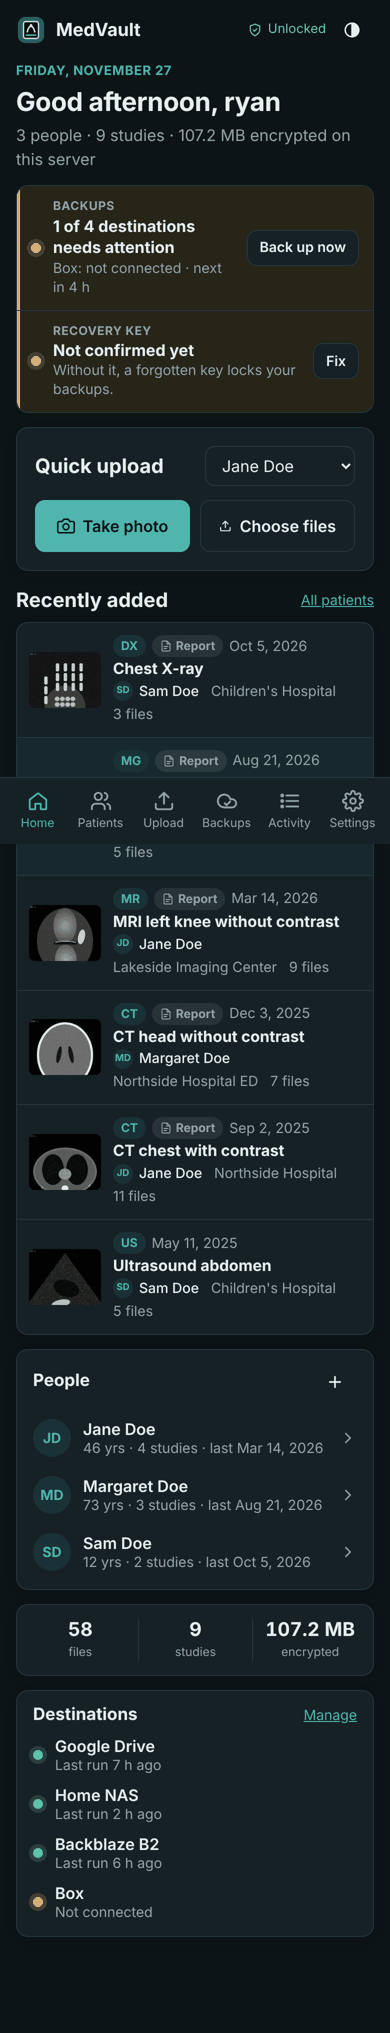 MedVault
Unlocked
FRIDAY, NOVEMBER 27
Good afternoon, ryan
3 people · 9 studies · 107.2 MB encrypted on
this server
BACKUPS
1 of 4 destinations
needs attention
Box: not connected · next
in 4 h
Back up now
RECOVERY KEY
Not confirmed yet
Without it, a forgotten key locks your
backups.
Fix
Quick upload
Jane Doe
Take photo
Choose files
Recently added
All patients
DX Report Oct 5, 2026
Chest X-ray
SD Sam Doe Children's Hospital
3 files
MG Report Aug 21, 2026
Home
Patients
Upload
Backups
Activity
Settings
5 files
MR Report Mar 14, 2026
MRI left knee without contrast
JD Jane Doe
Lakeside Imaging Center 9 files
CT Report Dec 3, 2025
CT head without contrast
MD Margaret Doe
Northside Hospital ED 7 files
CT Report Sep 2, 2025
CT chest with contrast
JD Jane Doe Northside Hospital
11 files
US May 11, 2025
Ultrasound abdomen
SD Sam Doe Children's Hospital
5 files
People
JD
Jane Doe
46 yrs · 4 studies · last Mar 14, 2026
MD
Margaret Doe
73 yrs · 3 studies · last Aug 21, 2026
SD
Sam Doe
12 yrs · 2 studies · last Oct 5, 2026
58
files
9
studies
107.2 MB
encrypted
Destinations
Manage
Google Drive
Last run 7 h ago
Home NAS
Last run 2 h ago
Backblaze B2
Last run 6 h ago
Box
Not connected